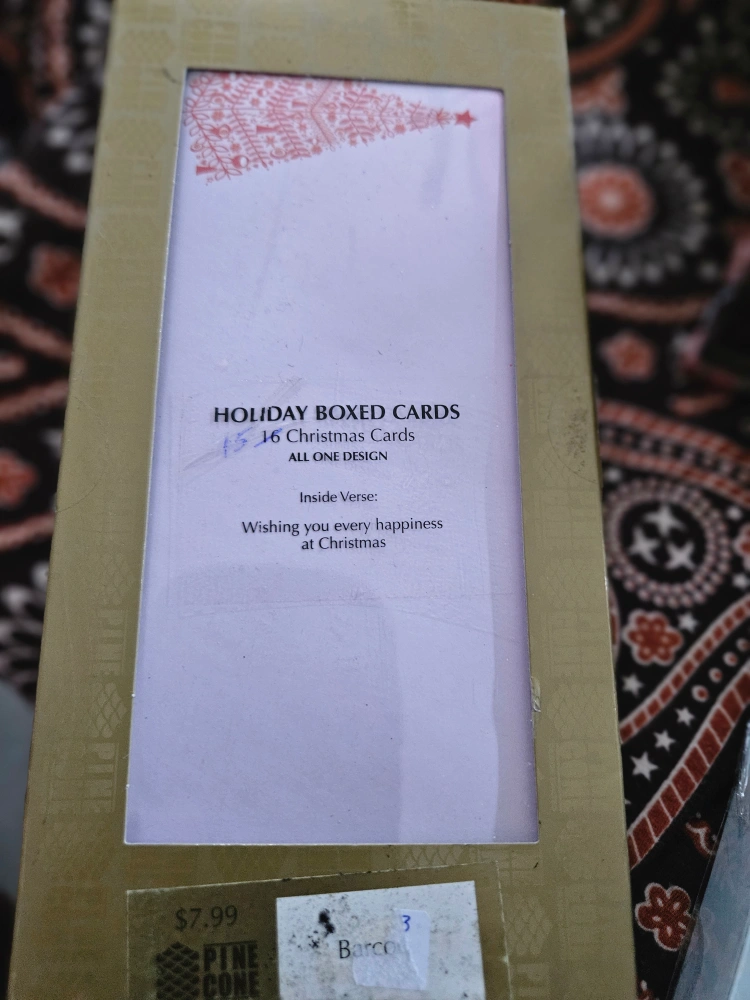 HOLIDAY BOXED CARDS
15 16 Christmas Cards
ALL ONE DESIGN
Inside Verse:
Wishing you every happiness
at Christmas
$7.99
3
PINE
CONE